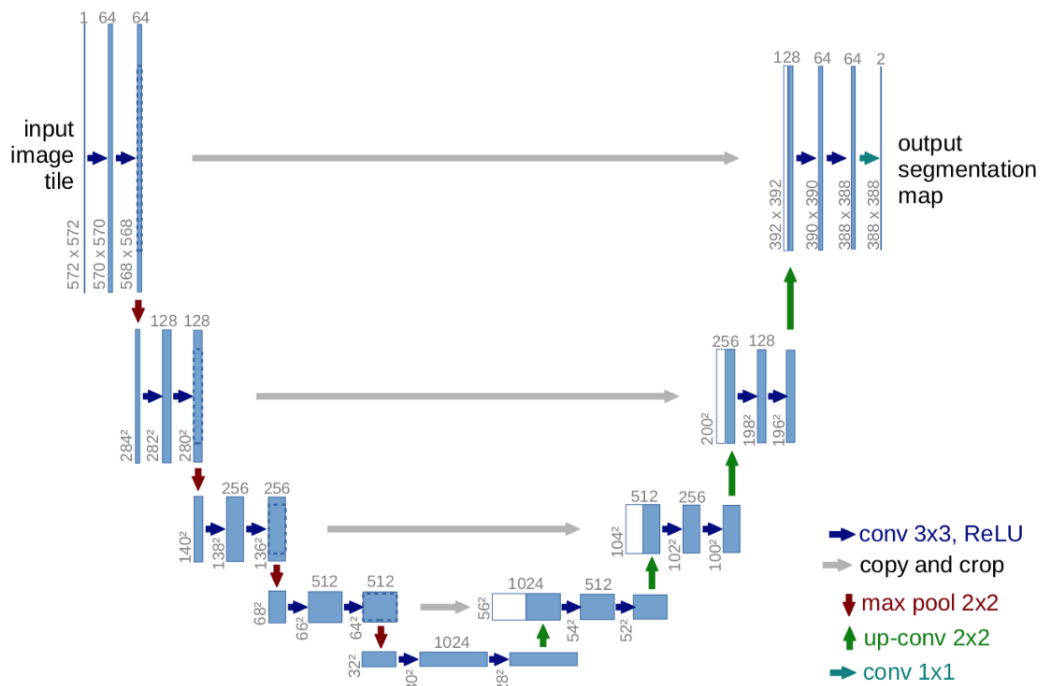 1 64 64
input
image
tile
572 x 572
570 x 570
568 x 568
128 64 64 2
output
segmentation
map
392 x 392
390 x 390
388 x 388
388 x 388
128 128
284²
282²
280²
256 128
200²
198²
196²
256 256
140²
138²
136²
512 256
104²
102²
100²
512 512
68²
66²
64²
1024 512
56²
54²
52²
1024
32²
conv 3x3, ReLU
copy and crop
max pool 2x2
up-conv 2x2
conv 1x1